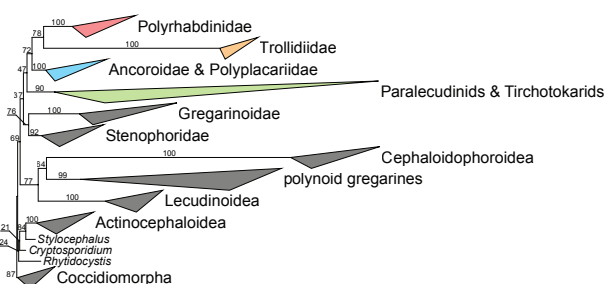 100
Polyrhabdinidae
78
100
Trollidiidae
72
100
Ancoroidae & Polyplacariidae
47
90
Paralecudinids & Tirchotokarids
37
100
Gregarinoidae
76
92
Stenophoridae
69
100
Cephaloidophoroidea
64
99
polynoid gregarines
77
100
Lecudinoidea
100
Actinocephaloidea
21
84
Stylocephalus
24
Cryptosporidium
Rhytidocystis
87
Coccidiomorpha